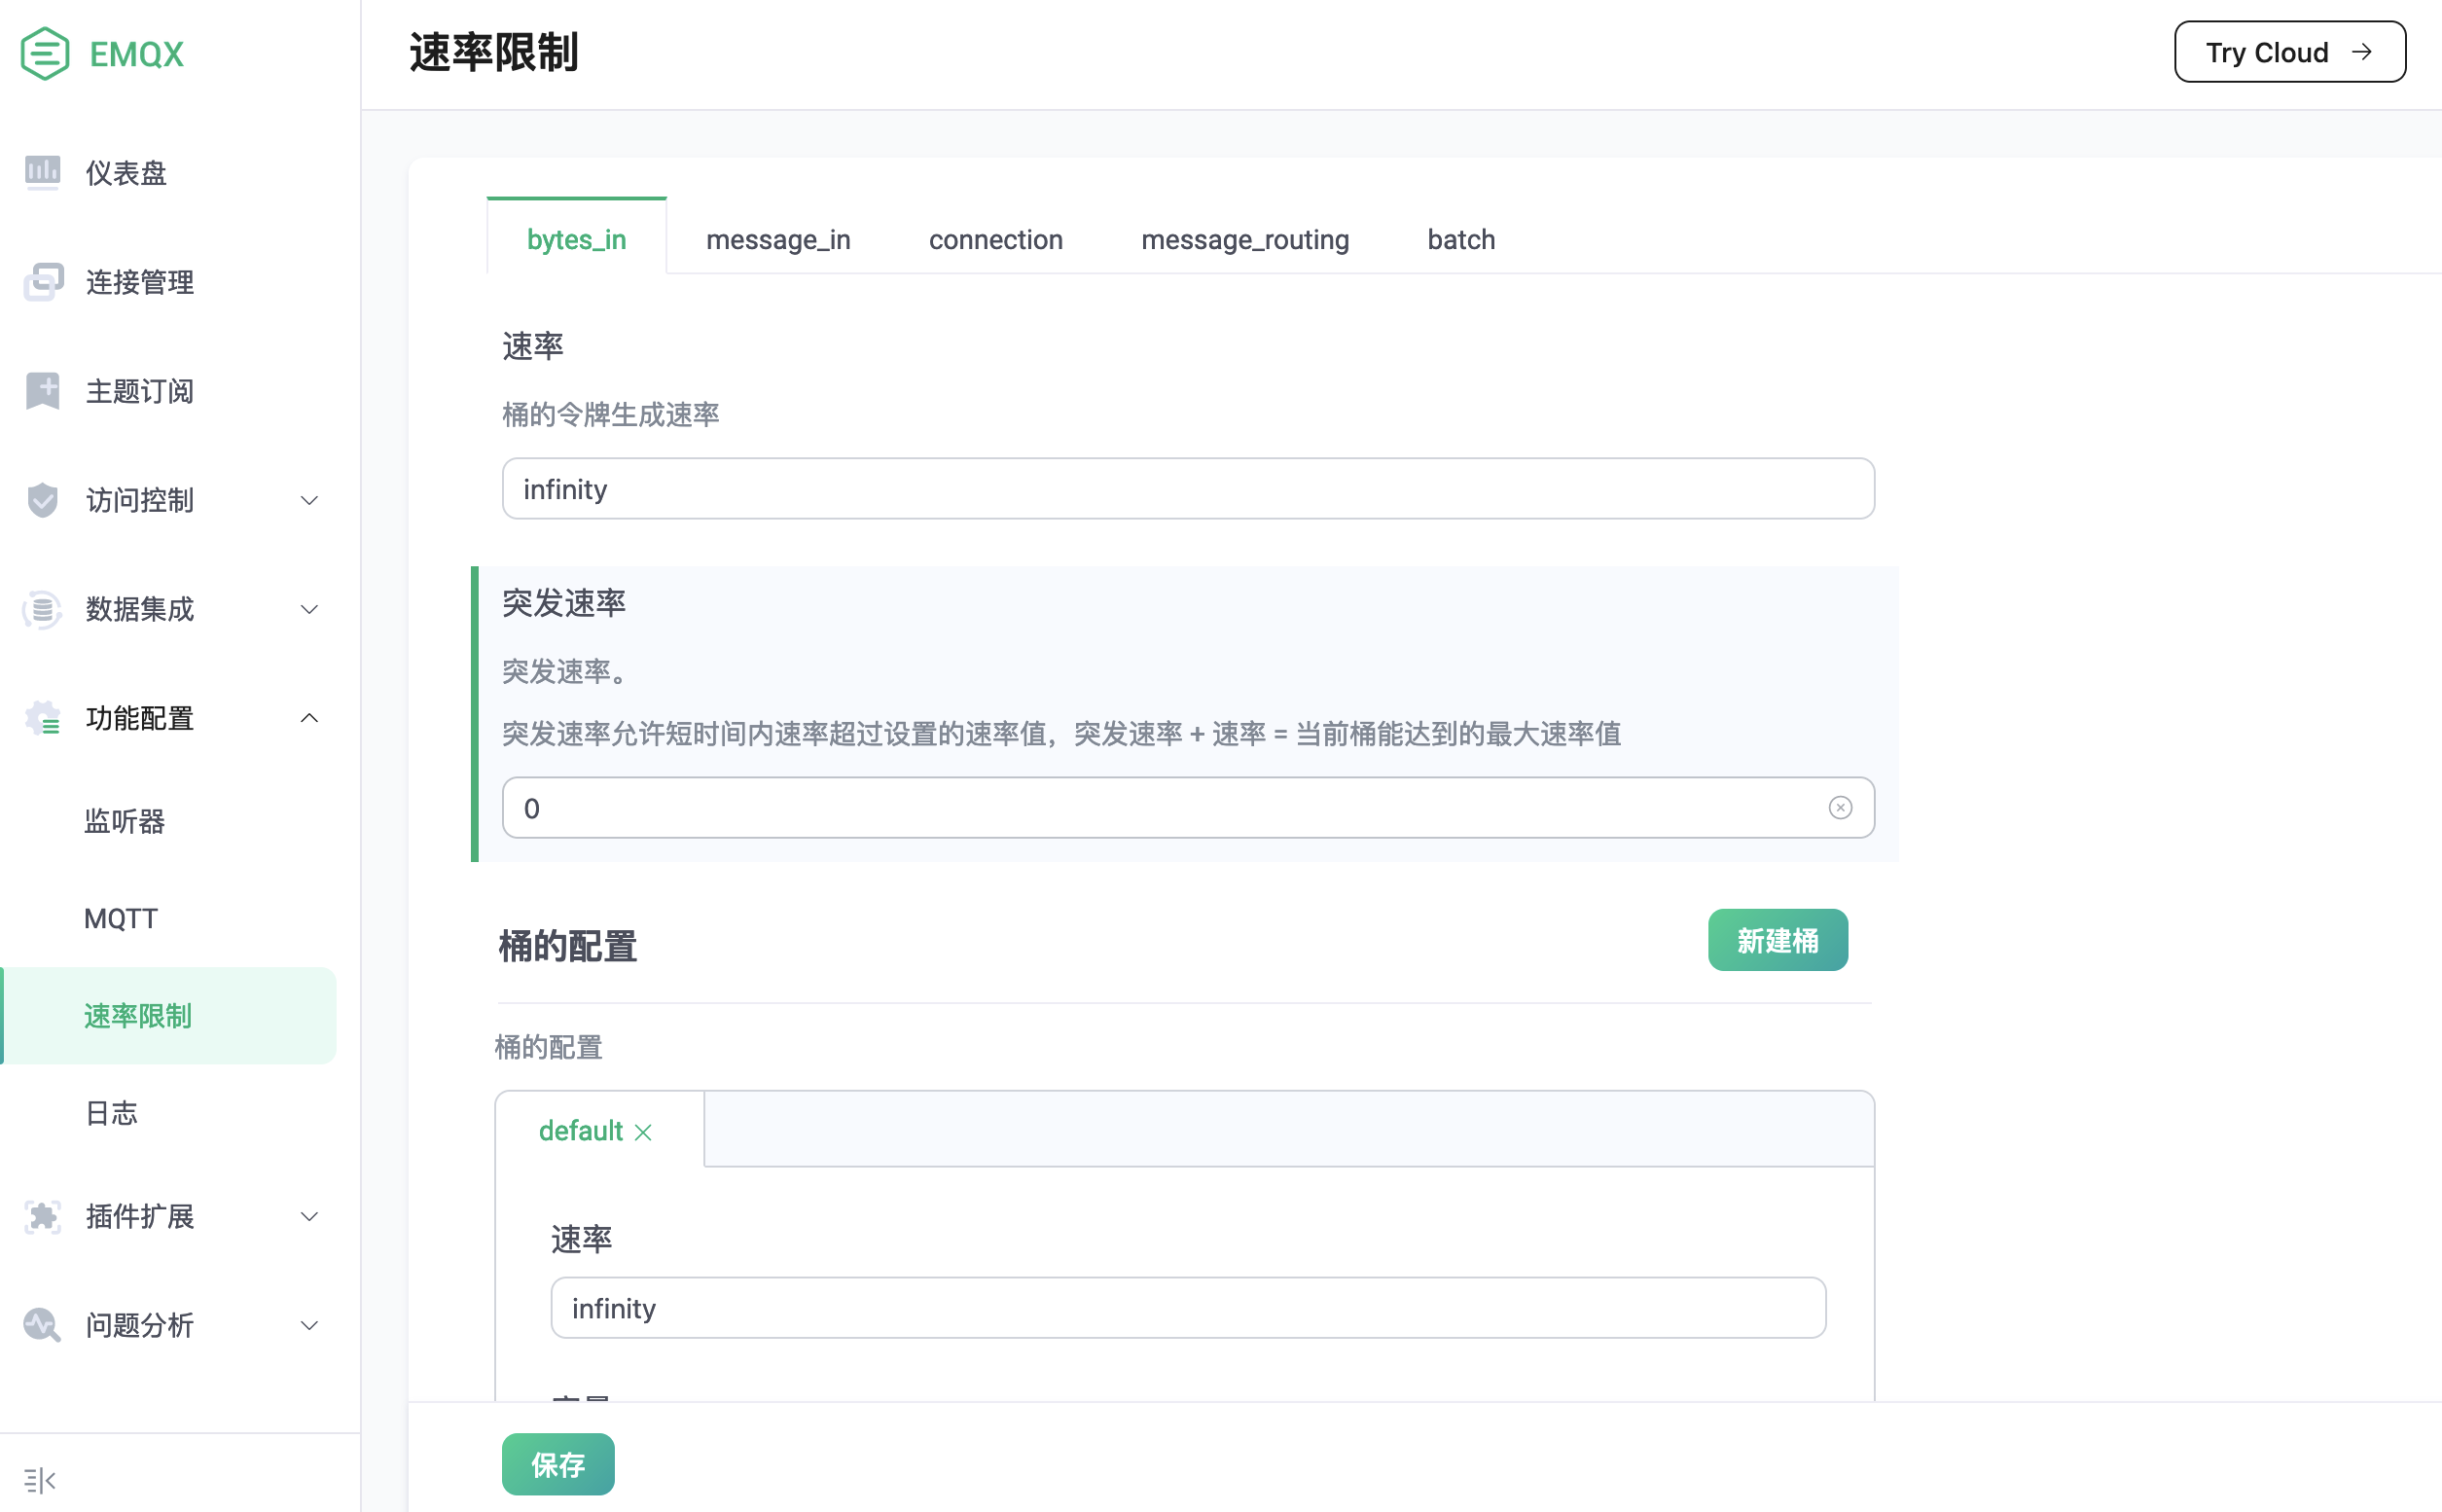 EMQX
速率限制
Try Cloud
仪表盘
连接管理
主题订阅
访问控制
数据集成
功能配置
监听器
MQTT
速率限制
日志
插件扩展
问题分析
bytes_in
message_in
connection
message_routing
batch
速率
桶的令牌生成速率
infinity
突发速率
突发速率。
突发速率允许短时间内速率超过设置的速率值，突发速率 + 速率 = 当前桶能达到的最大速率值
0
桶的配置
新建桶
桶的配置
default
速率
infinity
保存